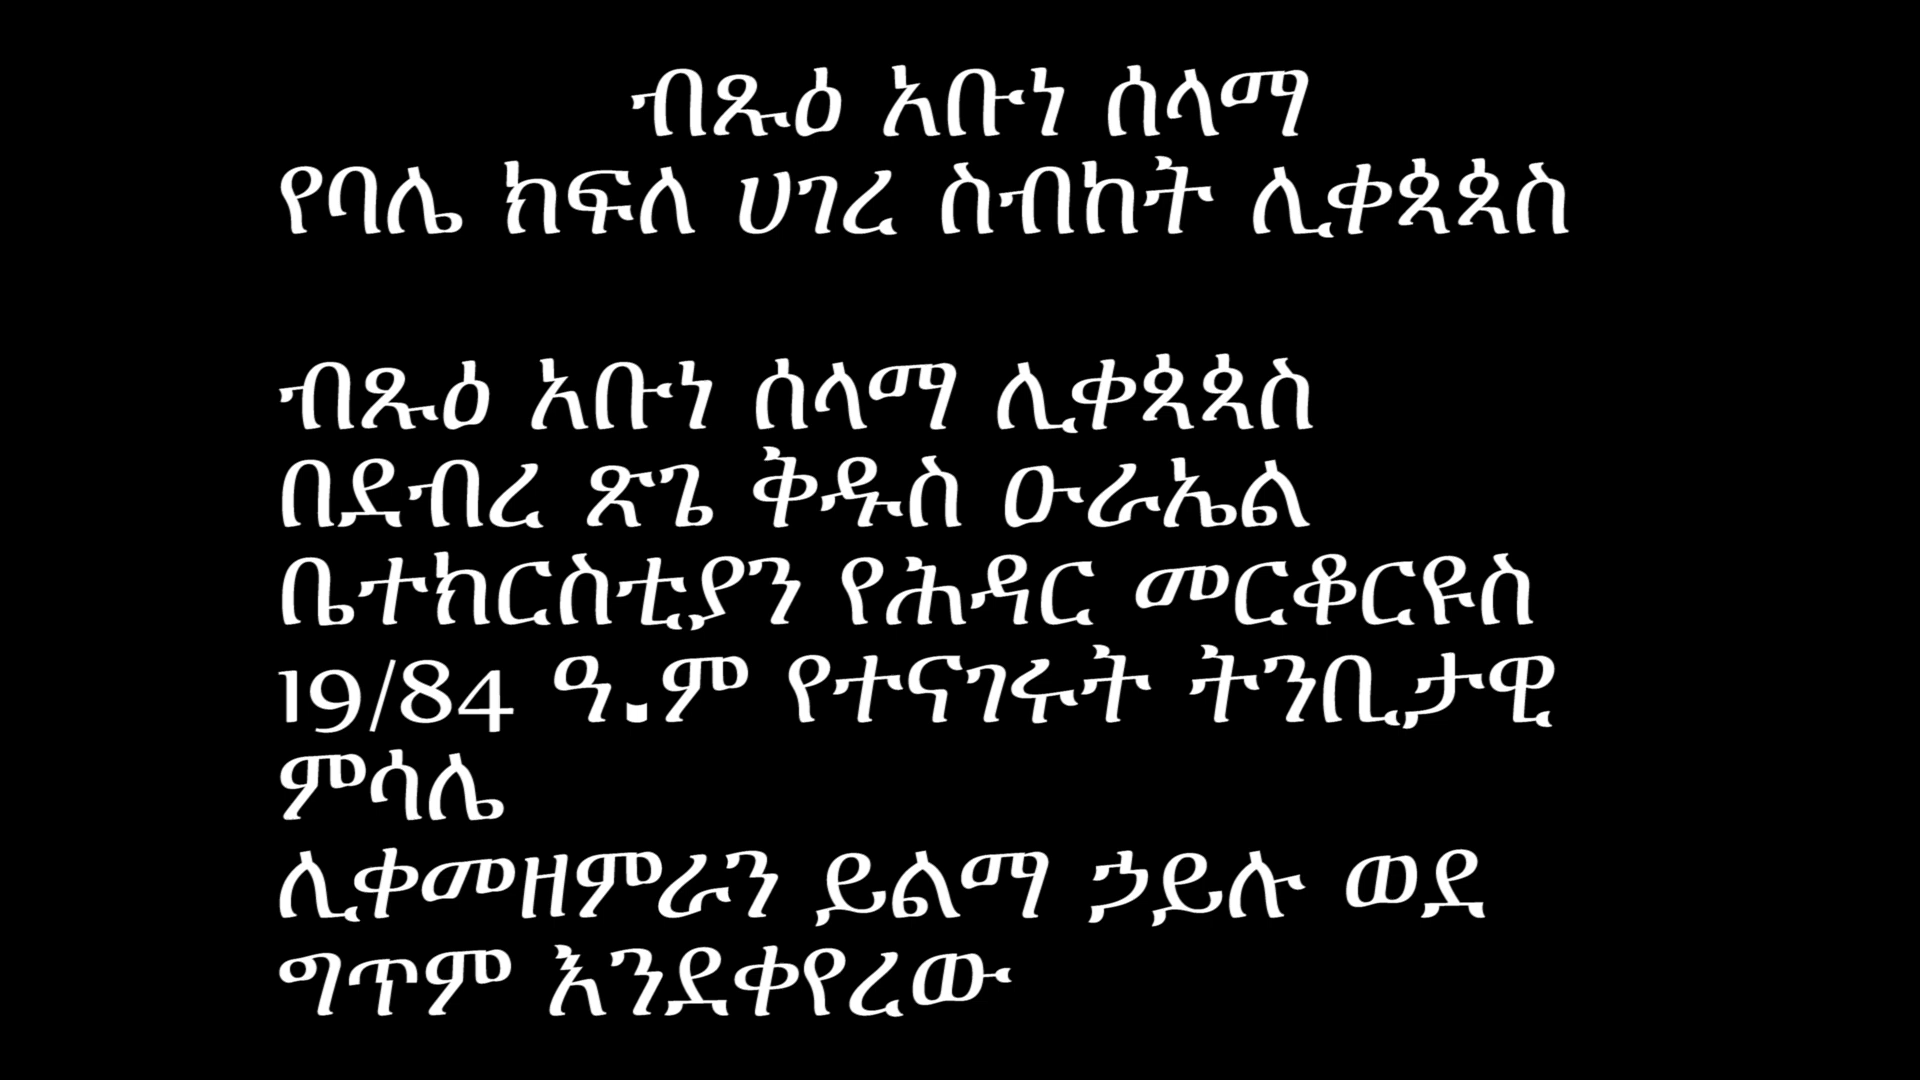 ብጹዕ አቡነ ሰላማ
የባሌ ክፍለ ሀገረ ስብከት ሊቀጳጳስ
ብጹዕ አቡነ ሰላማ ሊቀጳጳስ
በደብረ ጽጌ ቅዱስ ዑራኤል
ቤተክርስቲያን የሕዳር መርቆርዩስ
19/84 ዓ.ም የተናገሩት ትንቢታዊ
ምሳሌ
ሊቀመዘምራን ይልማ ኃይሉ ወደ
ግጥም እንደቀየረው